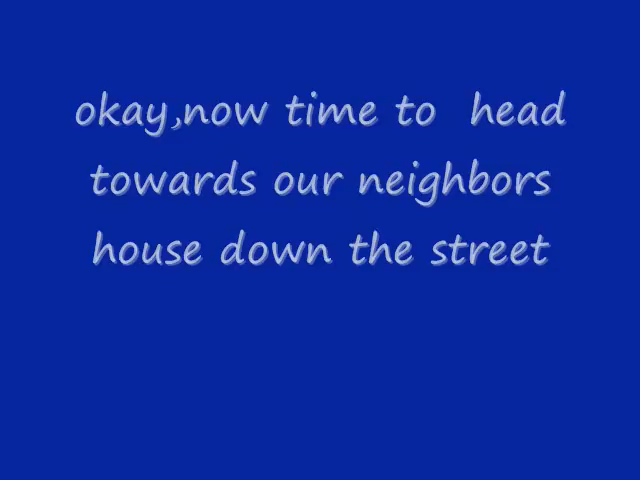 okay,now time to  head
towards our neighbors
house down the street